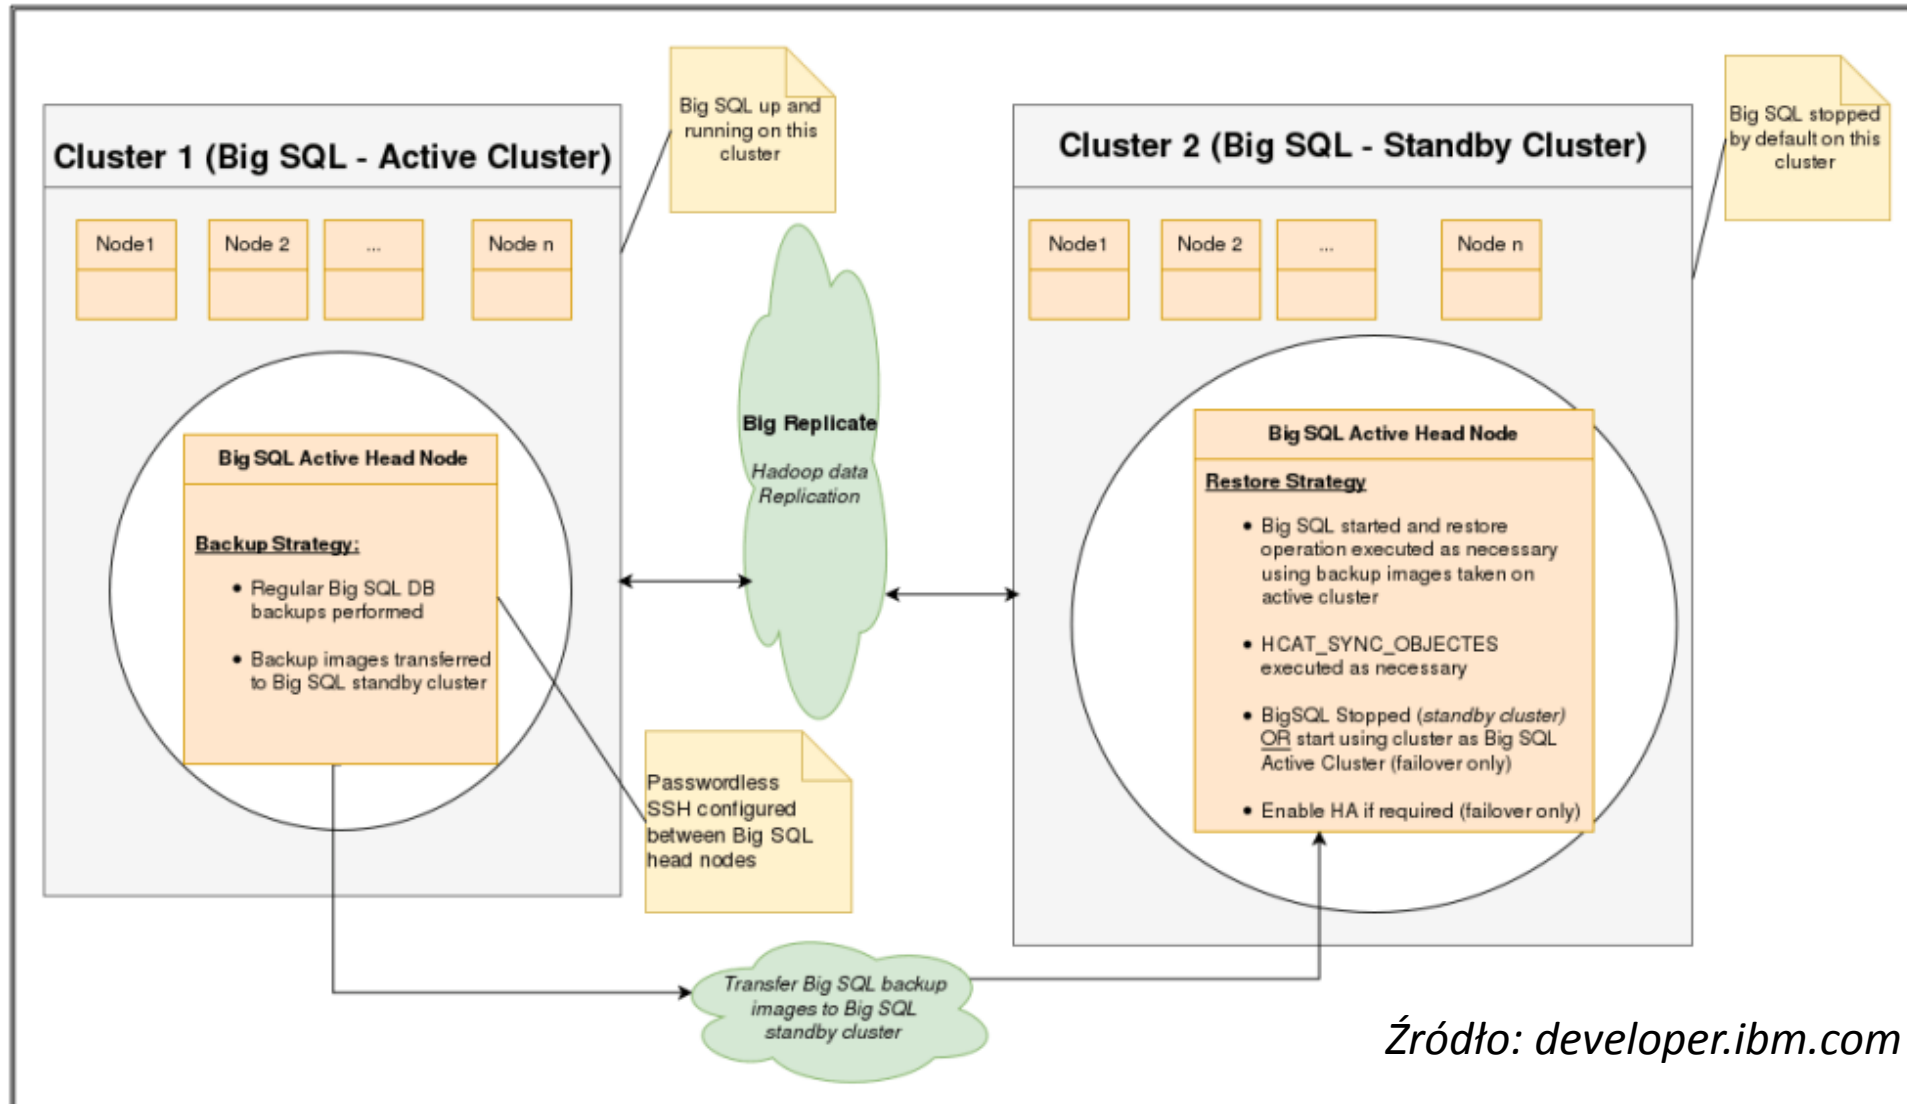 Big SQL up and
running on this
cluster
Big SQL stopped
by default on this
cluster
Cluster 1 (Big SQL - Active Cluster)
Cluster 2 (Big SQL - Standby Cluster)
Node1
Node 2
...
Node n
Node1
Node 2
...
Node n
Big SQL Active Head Node
Backup Strategy:
• Regular Big SQL DB
backups performed
• Backup images transferred
to Big SQL standby cluster
Big Replicate
Hadoop data
Replication
Big SQL Active Head Node
Restore Strategy
• Big SQL started and restore
operation executed as necessary
using backup images taken on
active cluster
• HCAT_SYNC_OBJECTES
executed as necessary
• BigSQL Stopped (standby cluster)
OR start using cluster as Big SQL
Active Cluster (failover only)
• Enable HA if required (failover only)
Passwordless
SSH configured
between Big SQL
head nodes
Transfer Big SQL backup
images to Big SQL
standby cluster
Źródło: developer.ibm.com